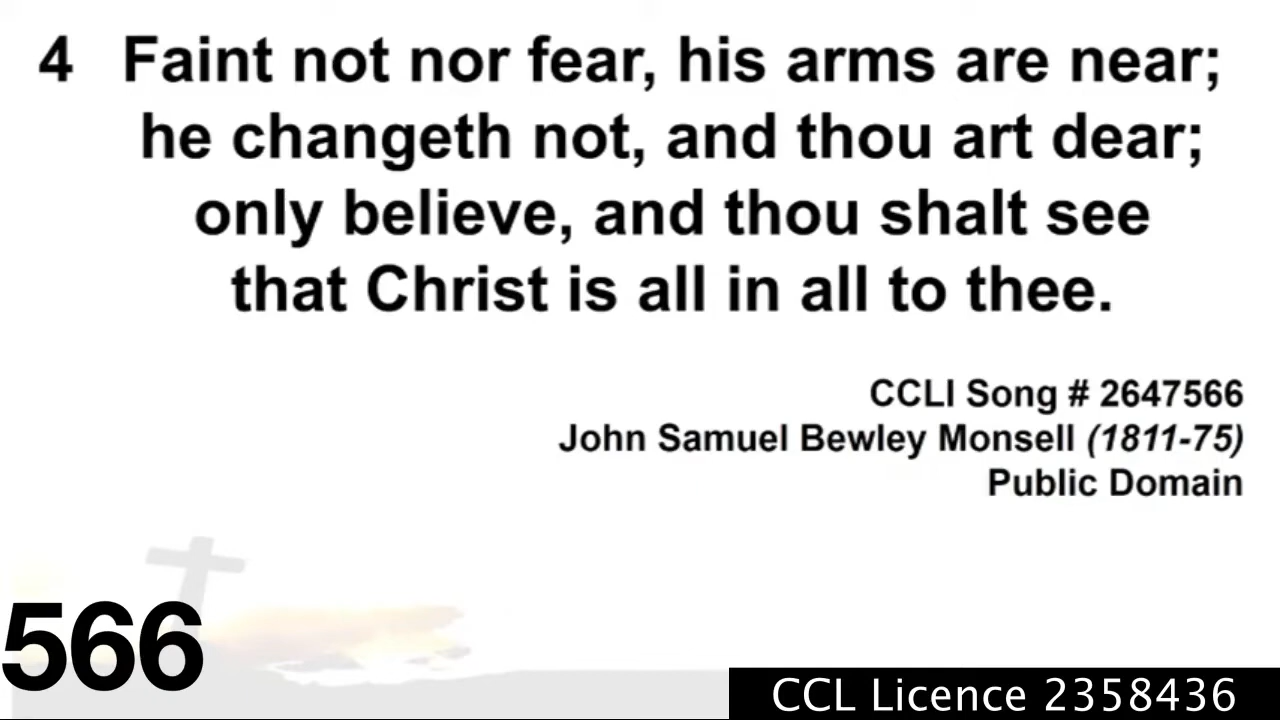 4 Faint not nor fear, his arms are near;
he changeth not, and thou art dear;
only believe, and thou shalt see
that Christ is all in all to thee.
CCLI Song # 2647566
John Samuel Bewley Monsell (1811-75)
Public Domain
566
CCL Licence 2358436